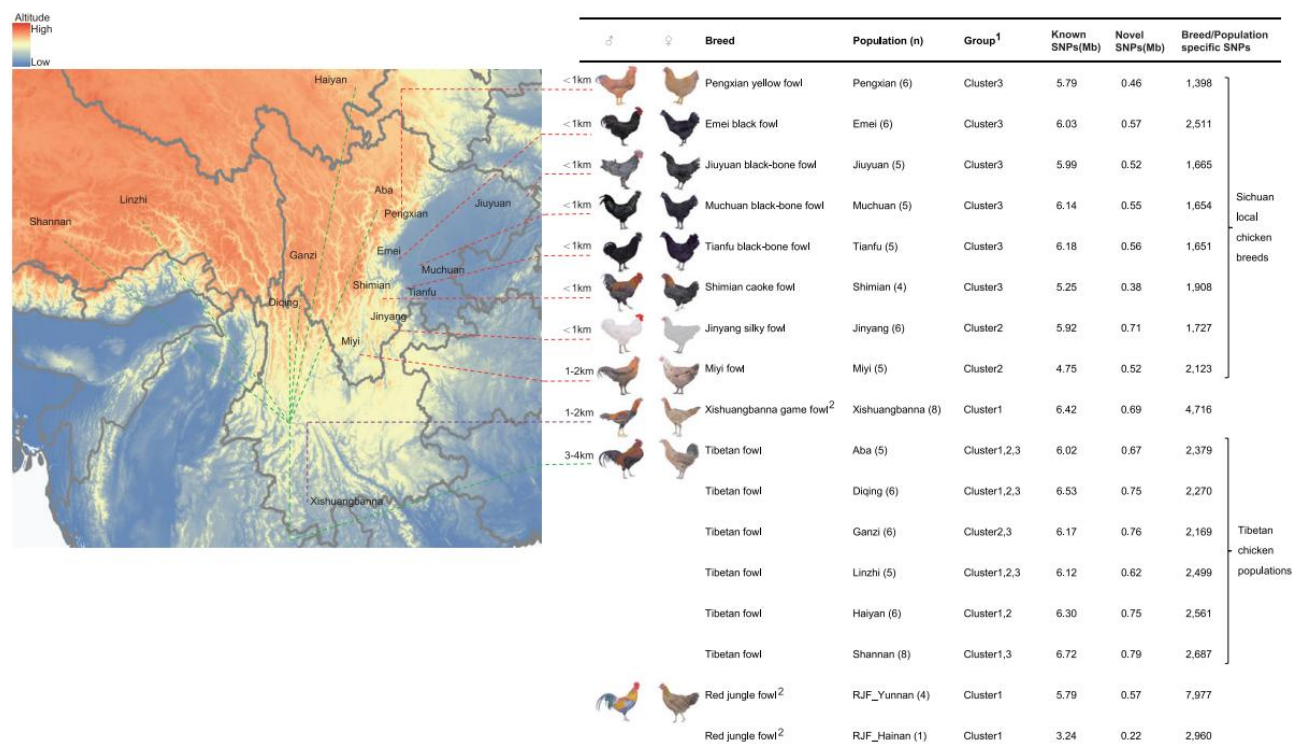 Altitude
High
Low
Haiyan
Linzhi
Shannan
Aba
Pengxian
Jiuyuan
Ganzi
Emei
Muchuan
Shimian
Tianfu
Diqing
Jinyang
Miyi
Xishuangbanna
♂ ♀ Breed Population (n) Group1 Known SNPs(Mb) Novel SNPs(Mb) Breed/Population specific SNPs
<1km Pengxian yellow fowl Pengxian (6) Cluster3 5.79 0.46 1,398
<1km Emei black fowl Emei (6) Cluster3 6.03 0.57 2,511
<1km Jiuyuan black-bone fowl Jiuyuan (5) Cluster3 5.99 0.52 1,665
<1km Muchuan black-bone fowl Muchuan (5) Cluster3 6.14 0.55 1,654
<1km Tianfu black-bone fowl Tianfu (5) Cluster3 6.18 0.56 1,651
<1km Shimian caoke fowl Shimian (4) Cluster3 5.25 0.38 1,908
<1km Jinyang silky fowl Jinyang (6) Cluster2 5.92 0.71 1,727
1-2km Miyi fowl Miyi (5) Cluster2 4.75 0.52 2,123
Sichuan
local
chicken
breeds
1-2km Xishuangbanna game fowl2 Xishuangbanna (8) Cluster1 6.42 0.69 4,716
3-4km Tibetan fowl Aba (5) Cluster1,2,3 6.02 0.67 2,379
Tibetan fowl Diqing (6) Cluster1,2,3 6.53 0.75 2,270
Tibetan fowl Ganzi (6) Cluster2,3 6.17 0.76 2,169
Tibetan fowl Linzhi (5) Cluster1,2,3 6.12 0.62 2,499
Tibetan fowl Haiyan (6) Cluster1,2 6.30 0.75 2,561
Tibetan fowl Shannan (8) Cluster1,3 6.72 0.79 2,687
Tibetan
chicken
populations
Red jungle fowl2 RJF_Yunnan (4) Cluster1 5.79 0.57 7,977
Red jungle fowl2 RJF_Hainan (1) Cluster1 3.24 0.22 2,960